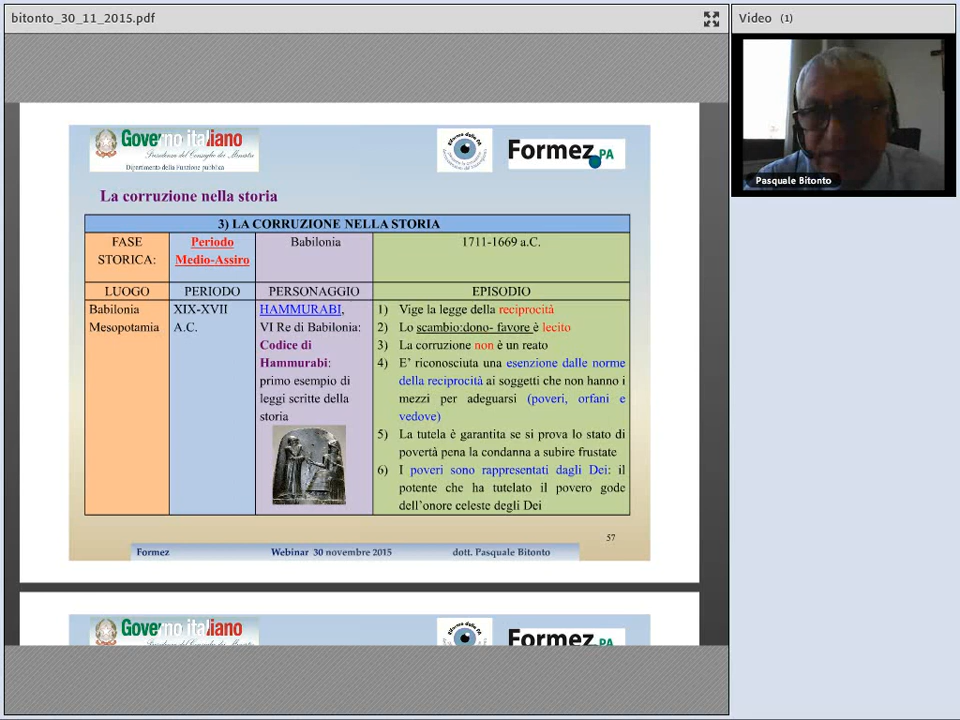 bitonto_30_11_2015.pdf
Video (1)
Pasquale Bitonto
Governo italiano
Presidenza del Consiglio dei Ministri
Dipartimento della Funzione pubblica
Formez PA
La corruzione nella storia
3) LA CORRUZIONE NELLA STORIA
FASE STORICA:
Periodo Medio-Assiro
Babilonia
1711-1669 a.C.
LUOGO
PERIODO
PERSONAGGIO
EPISODIO
Babilonia
Mesopotamia
XIX-XVII
A.C.
HAMMURABI,
VI Re di Babilonia:
Codice di
Hammurabi:
primo esempio di
leggi scritte della
storia
1) Vige la legge della reciprocità
2) Lo scambio:dono- favore è lecito
3) La corruzione non è un reato
4) E' riconosciuta una esenzione dalle norme
della reciprocità ai soggetti che non hanno i
mezzi per adeguarsi (poveri, orfani e
vedove)
5) La tutela è garantita se si prova lo stato di
povertà pena la condanna a subire frustate
6) I poveri sono rappresentati dagli Dei: il
potente che ha tutelato il povero gode
dell'onore celeste degli Dei
57
Formez Webinar 30 novembre 2015 dott. Pasquale Bitonto
Governo italiano
Formez PA